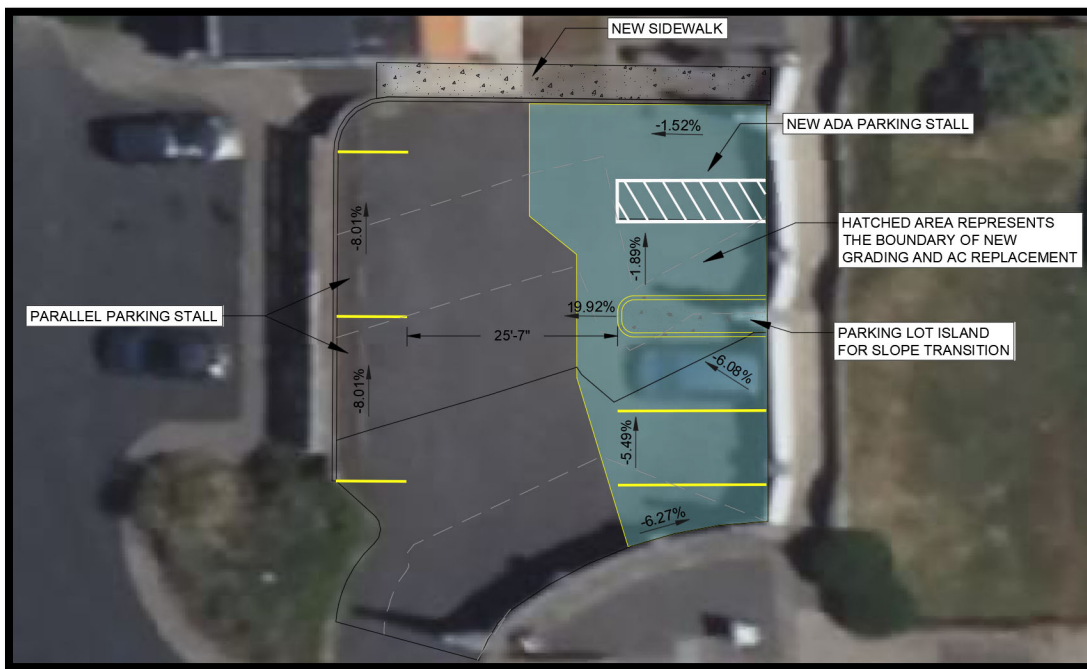 NEW SIDEWALK
-1.52%
NEW ADA PARKING STALL
-8.01%
HATCHED AREA REPRESENTS
THE BOUNDARY OF NEW
GRADING AND AC REPLACEMENT
-1.89%
19.92%
PARALLEL PARKING STALL
25'-7"
PARKING LOT ISLAND
FOR SLOPE TRANSITION
-6.08%
-8.01%
-5.49%
-6.27%